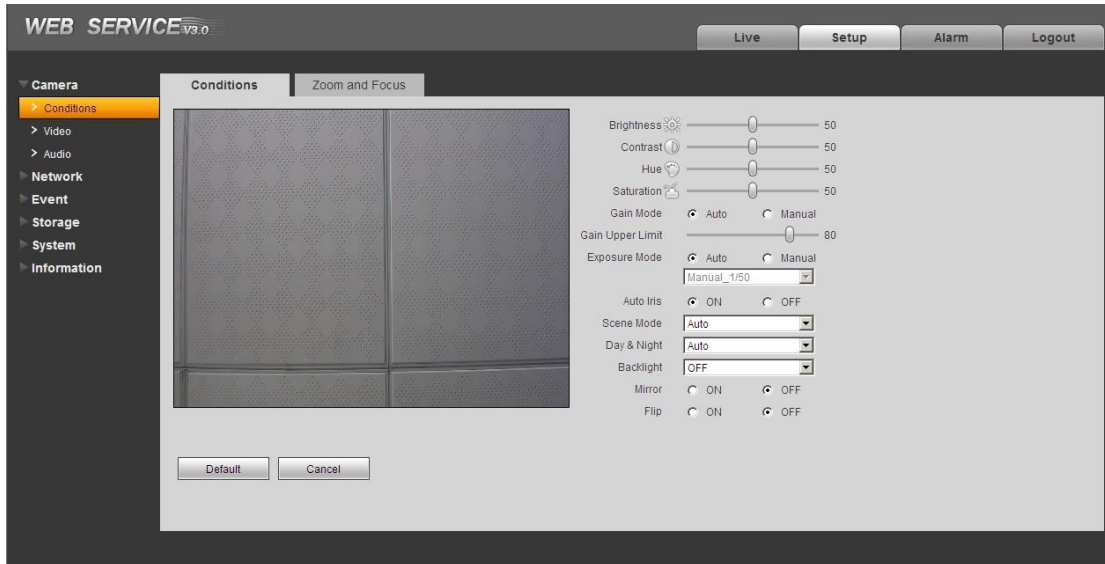 WEB SERVICE V3.0
Live Setup Alarm Logout
Camera
Conditions
Video
Audio
Network
Event
Storage
System
Information
Conditions Zoom and Focus
Brightness 50
Contrast 50
Hue 50
Saturation 50
Gain Mode Auto Manual
Gain Upper Limit 80
Exposure Mode Auto Manual
Manual_1/50
Auto Iris ON OFF
Scene Mode Auto
Day & Night Auto
Backlight OFF
Mirror ON OFF
Flip ON OFF
Default Cancel